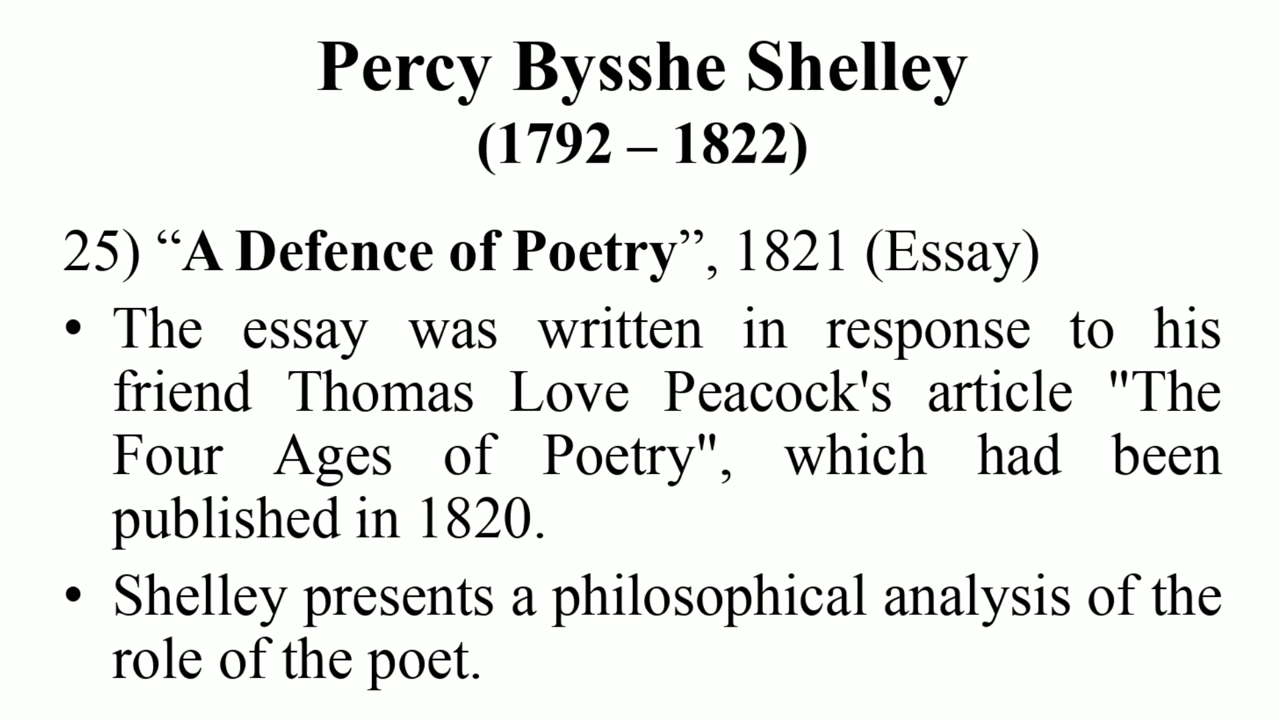 Percy Bysshe Shelley
(1792 – 1822)
25) “A Defence of Poetry”, 1821 (Essay)
• The essay was written in response to his
friend Thomas Love Peacock's article "The
Four Ages of Poetry", which had been
published in 1820.
• Shelley presents a philosophical analysis of the
role of the poet.